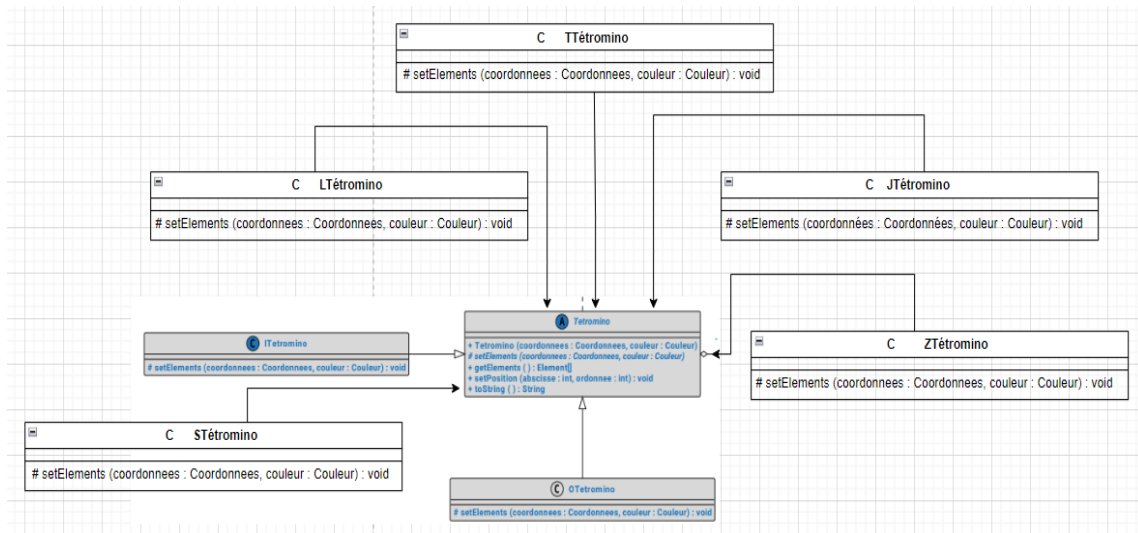 C TTétromino
# setElements (coordonnees : Coordonnees, couleur : Couleur) : void
C LTétromino
# setElements (coordonnees : Coordonnees, couleur : Couleur) : void
C JTétromino
# setElements (coordonnées : Coordonnées, couleur : Couleur) : void
A Tetromino
+ Tetromino (coordonnees : Coordonnees, couleur : Couleur)
# setElements (coordonnees : Coordonnees, couleur : Couleur)
+ getElements ( ) : Element[]
+ setPosition (abscisse : int, ordonnee : int) : void
+ toString ( ) : String
C ITetromino
# setElements (coordonnees : Coordonnees, couleur : Couleur) : void
C ZTétromino
# setElements (coordonnees : Coordonnees, couleur : Couleur) : void
C STétromino
# setElements (coordonnees : Coordonnees, couleur : Couleur) : void
C OTetromino
# setElements (coordonnees : Coordonnees, couleur : Couleur) : void